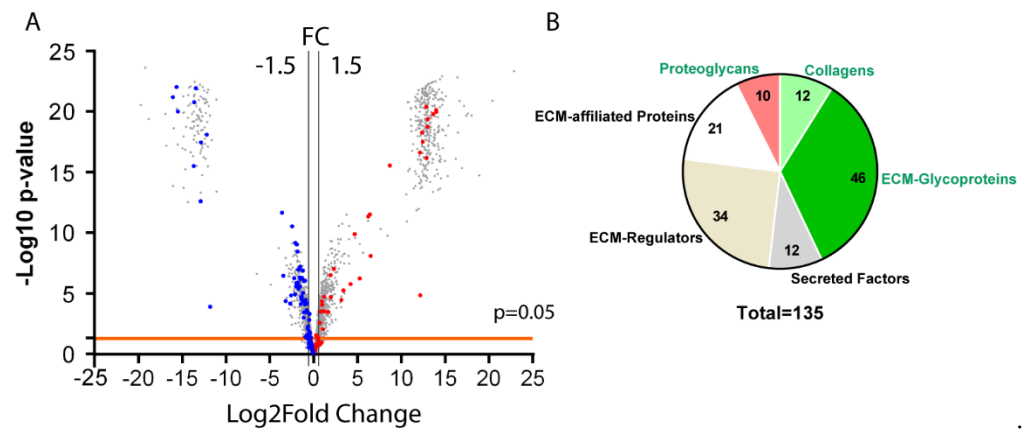 A
FC
-1.5 1.5
25
20
15
10
5
0
-Log10 p-value
p=0.05
-25 -20 -15 -10 -5 0 5 10 15 20 25
Log2Fold Change
B
Proteoglycans
Collagens
10
12
ECM-affiliated Proteins
21
46
ECM-Glycoproteins
34
ECM-Regulators
12
Secreted Factors
Total=135
.